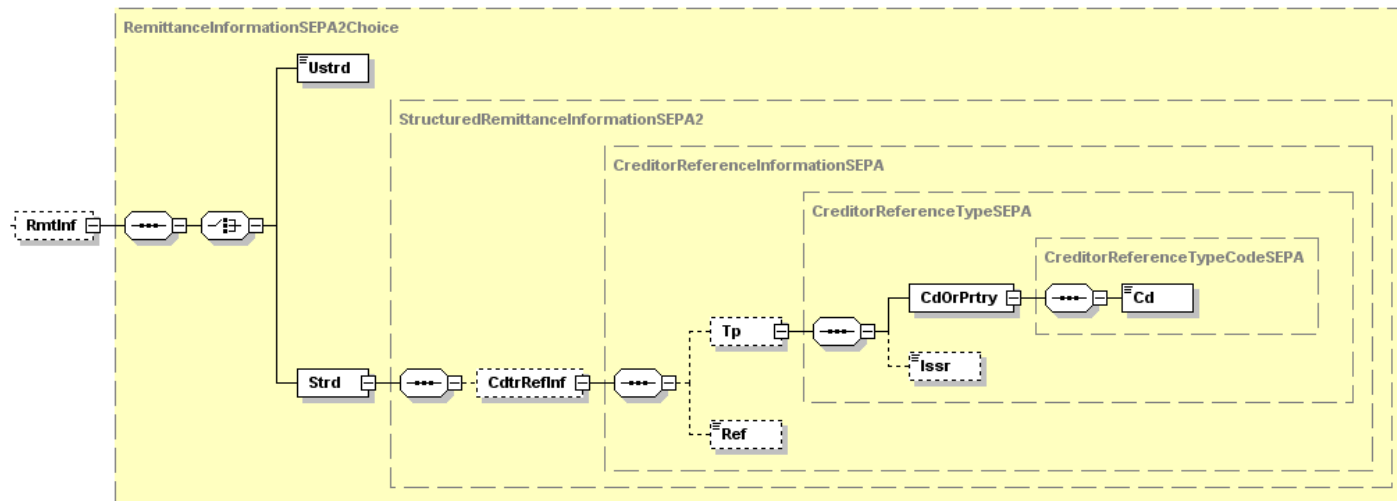 RemittanceInformationSEPA2Choice
Ustrd
StructuredRemittanceInformationSEPA2
CreditorReferenceInformationSEPA
CreditorReferenceTypeSEPA
RmtInf
CreditorReferenceTypeCodeSEPA
CdOrPrtry
Cd
Tp
Issr
Strd
CdtrRefInf
Ref